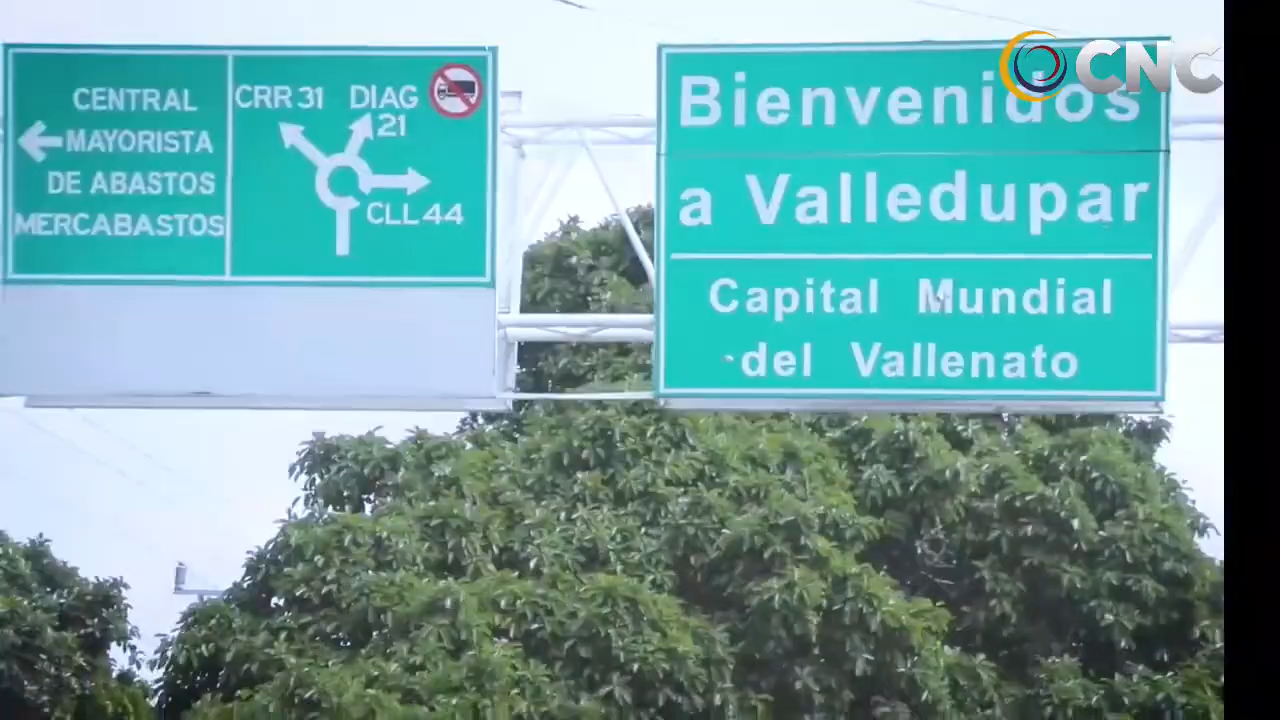 CENTRAL
MAYORISTA
DE ABASTOS
MERCABASTOS
CRR 31
DIAG
21
CLL 44
Bienvenidos
a Valledupar
Capital Mundial
del Vallenato
CNC